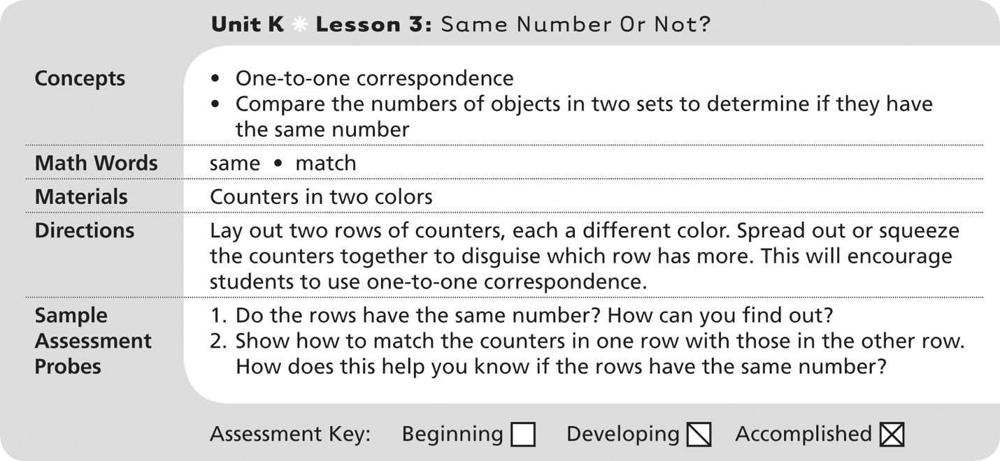 Unit K ✳ Lesson 3: Same Number Or Not?
Concepts
• One-to-one correspondence
• Compare the numbers of objects in two sets to determine if they have
the same number
Math Words
same • match
Materials
Counters in two colors
Directions
Lay out two rows of counters, each a different color. Spread out or squeeze
the counters together to disguise which row has more. This will encourage
students to use one-to-one correspondence.
Sample
Assessment
Probes
1. Do the rows have the same number? How can you find out?
2. Show how to match the counters in one row with those in the other row.
How does this help you know if the rows have the same number?
Assessment Key: Beginning ☐ Developing ⧅ Accomplished ☒